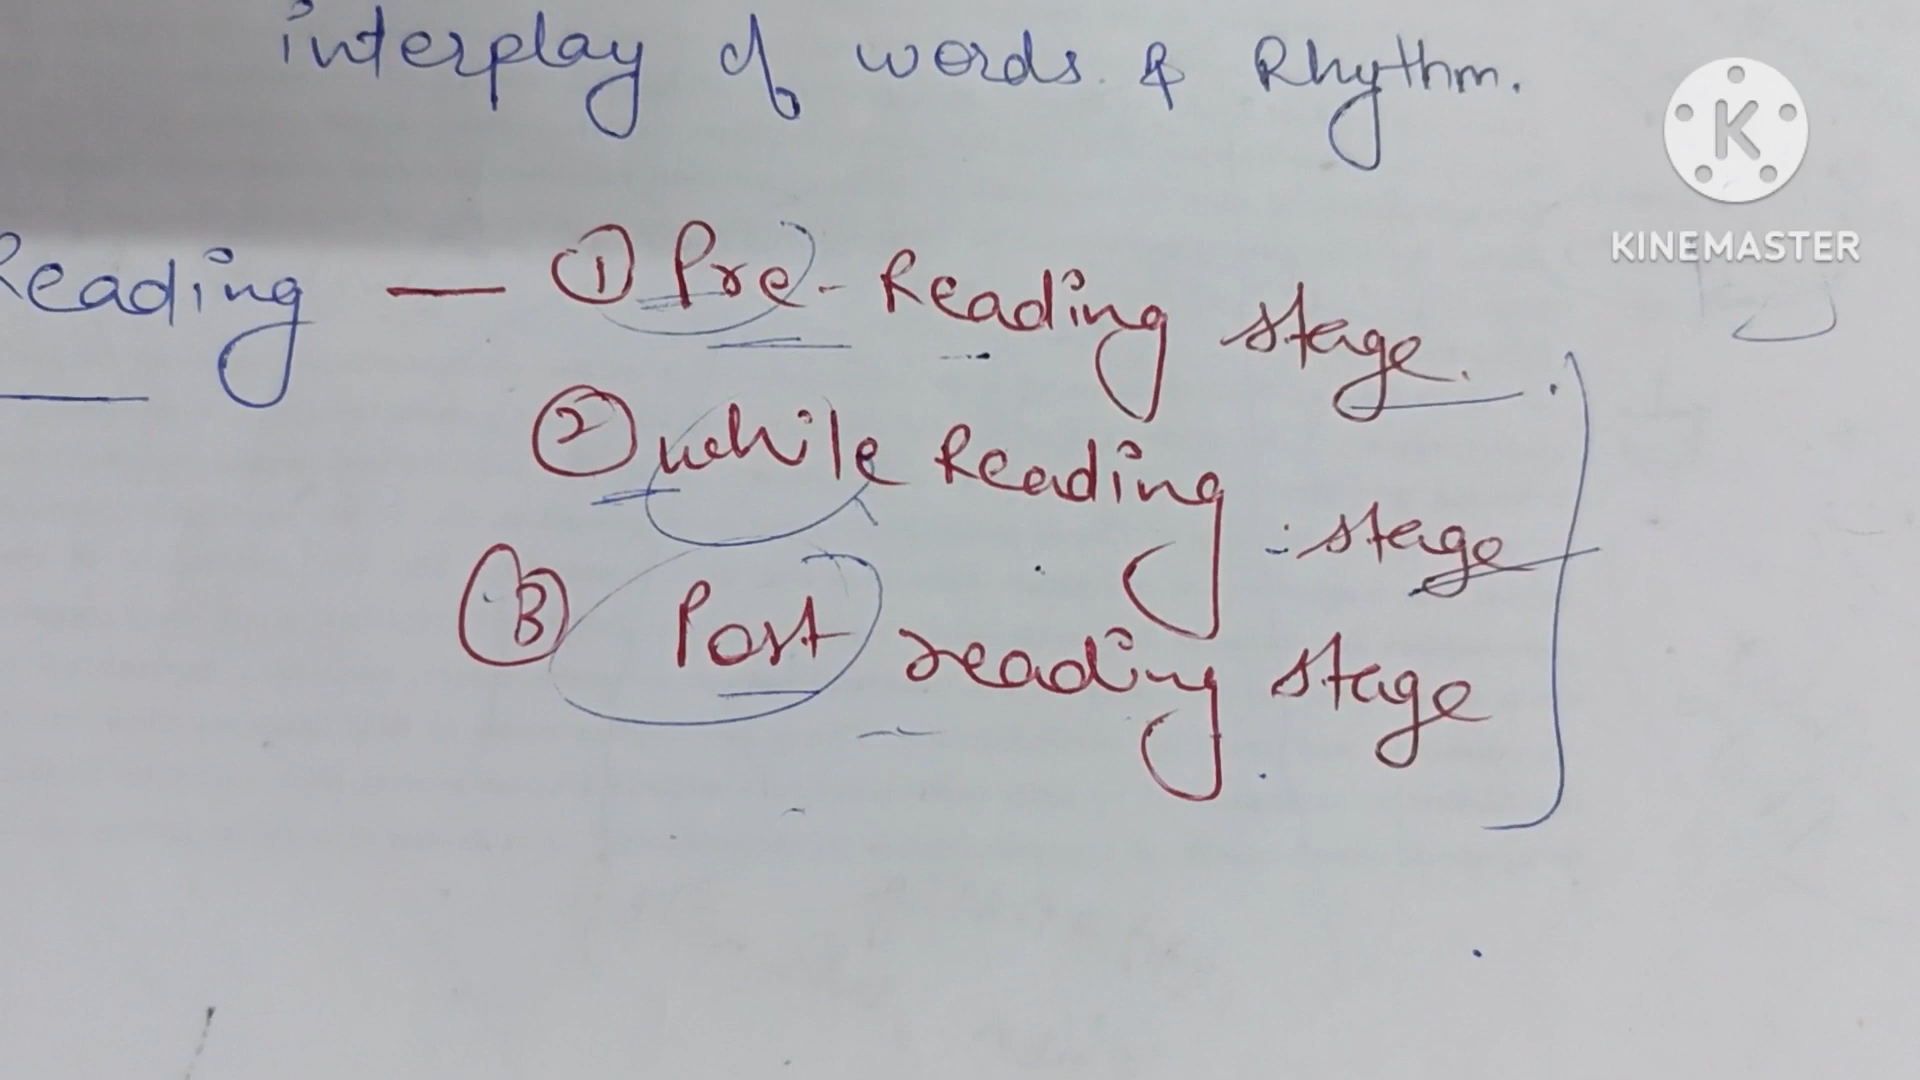 interplay of words & Rhythm.
KINEMASTER
Reading — ① Pre-Reading stage.
② while Reading stage
③ Post reading stage